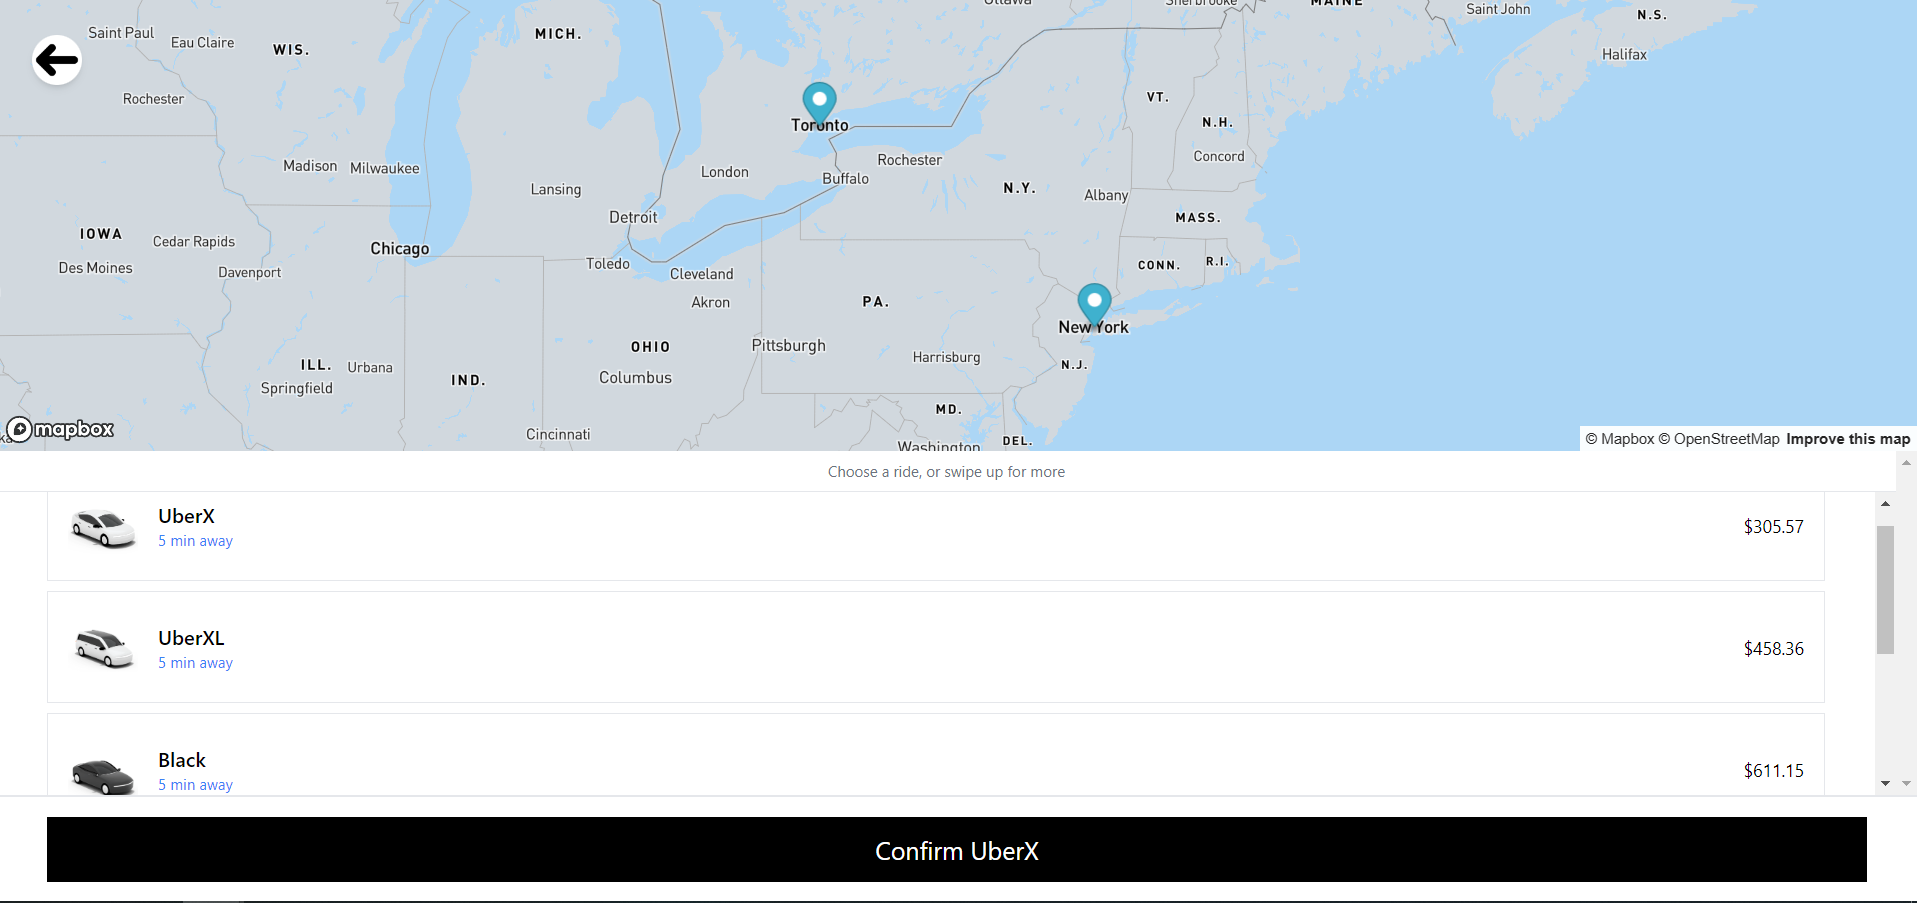 Ottawa
Sherbrooke
MAINE
Saint John
N.S.
Saint Paul
Eau Claire
WIS.
MICH.
Halifax
Rochester
VT.
Toronto
N.H.
Madison
Milwaukee
London
Rochester
Concord
Lansing
Buffalo
N.Y.
Albany
Detroit
MASS.
IOWA
Cedar Rapids
Chicago
Des Moines
Davenport
Toledo
Cleveland
CONN.
R.I.
Akron
PA.
New York
OHIO
Pittsburgh
Harrisburg
ILL.
Urbana
N.J.
Springfield
IND.
Columbus
MD.
mapbox
Cincinnati
Washington
DEL.
© Mapbox © OpenStreetMap Improve this map
Choose a ride, or swipe up for more
UberX
5 min away
$305.57
UberXL
5 min away
$458.36
Black
5 min away
$611.15
Confirm UberX